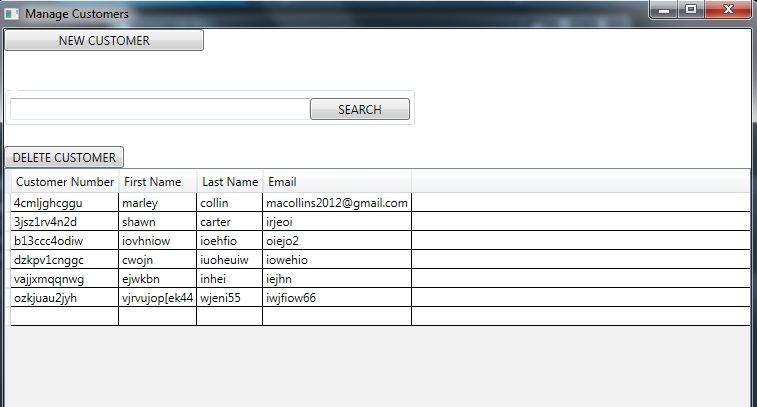 Manage Customers
NEW CUSTOMER
SEARCH
DELETE CUSTOMER
Customer Number First Name Last Name Email
4cmljghcggu marley collin macollins2012@gmail.com
3jsz1rv4n2d shawn carter irjeoi
b13ccc4odiw iovhniow ioehfio oiejo2
dzkpv1cnggc cwojn iuoheuiw iowehio
vajjxmqqnwg ejwkbn inhei iejhn
ozkjuau2jyh vjrvujop[ek44 wjeni55 iwjfiow66